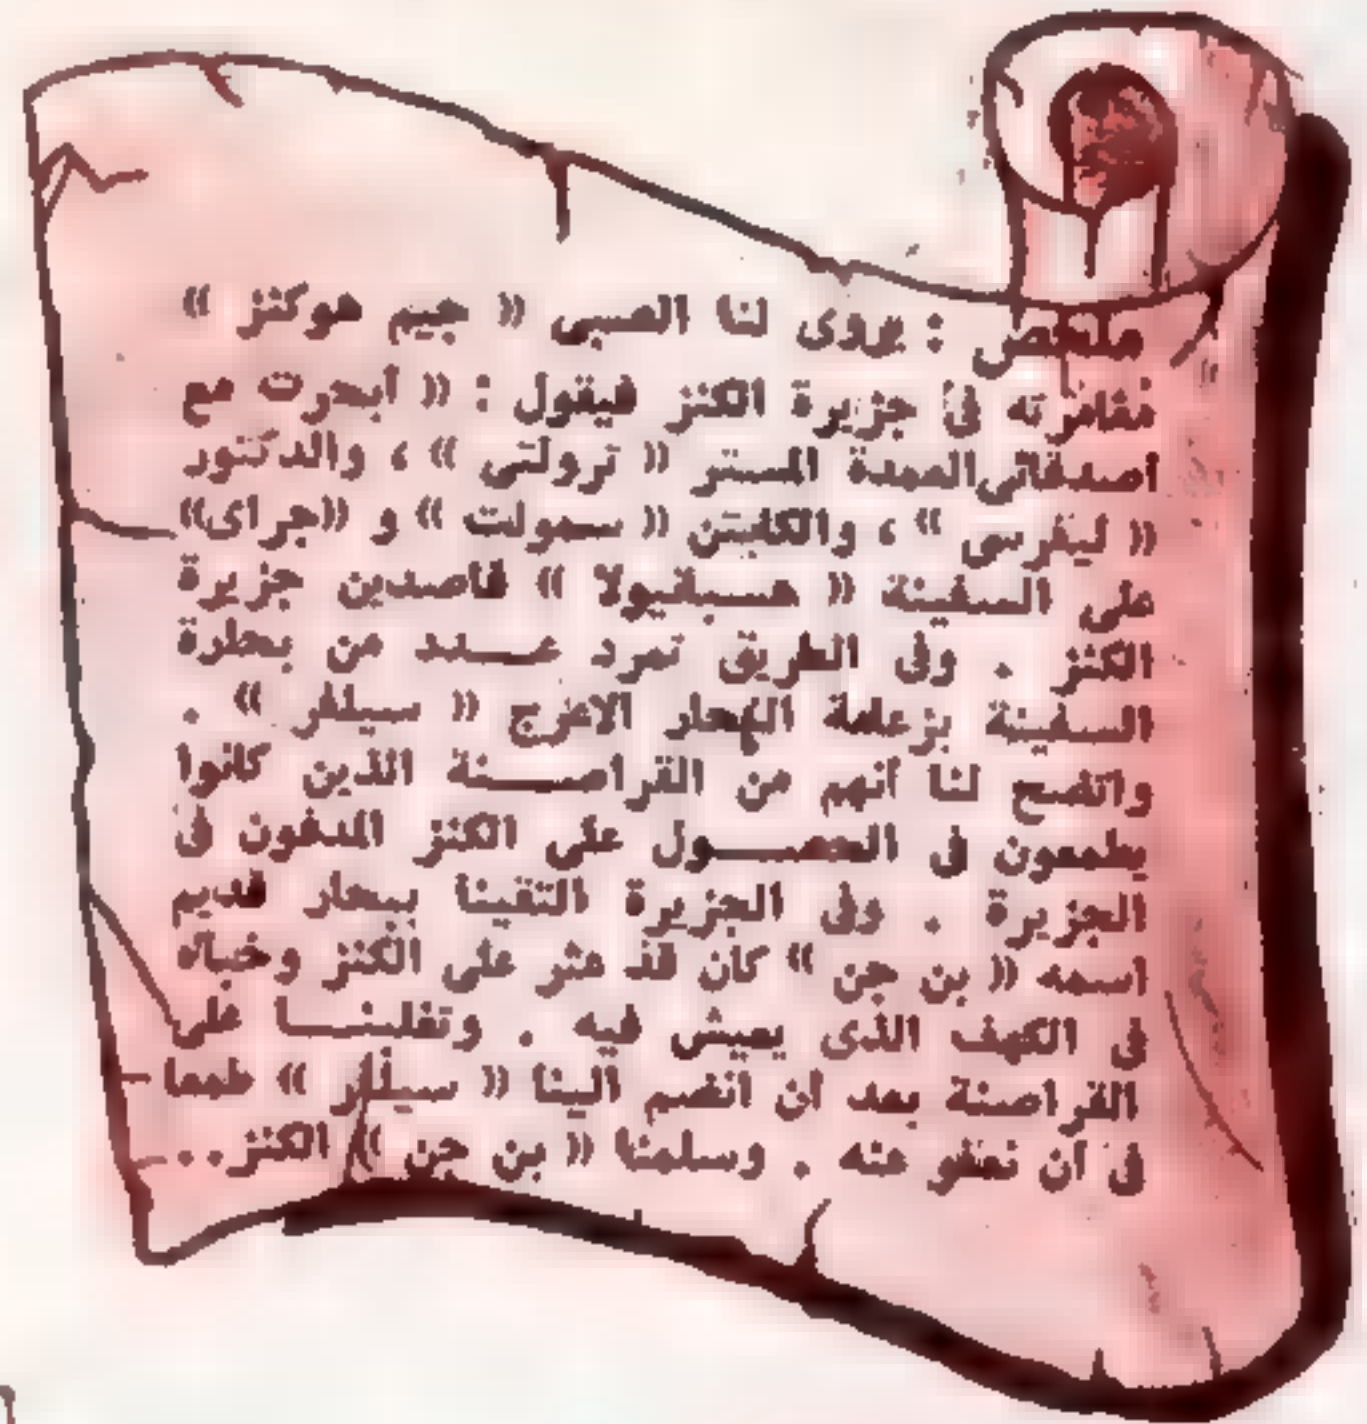 ملخص : يروى لنا الصبى « جيم هوكنز »
مغامرته فى جزيرة الكنز فيقول : « أبحرت مع
أصدقائى العمدة المستر « ترولنى » ، والدكتور
« ليفرسى » ، والكابتن « سمولت » و «جراى»
على السفينة « هسبانيولا » قاصدين جزيرة
الكنز . وفى الطريق تمرد عدد من بحارة
السفينة بزعامة البحار الاعرج « سيلفر » .
واتضح لنا أنهم من القراصنة الذين كانوا
يطمعون فى الحصول على الكنز المدفون فى
الجزيرة . وفى الجزيرة التقينا ببحار قديم
اسمه « بن جن » كان قد عثر على الكنز وخباه
فى الكهف الذى يعيش فيه . وتغلبنا على
القراصنة بعد أن انضم الينا « سيلفر » طمعا
فى أن نعفو عنه . وسلمنا « بن جن » الكنز..